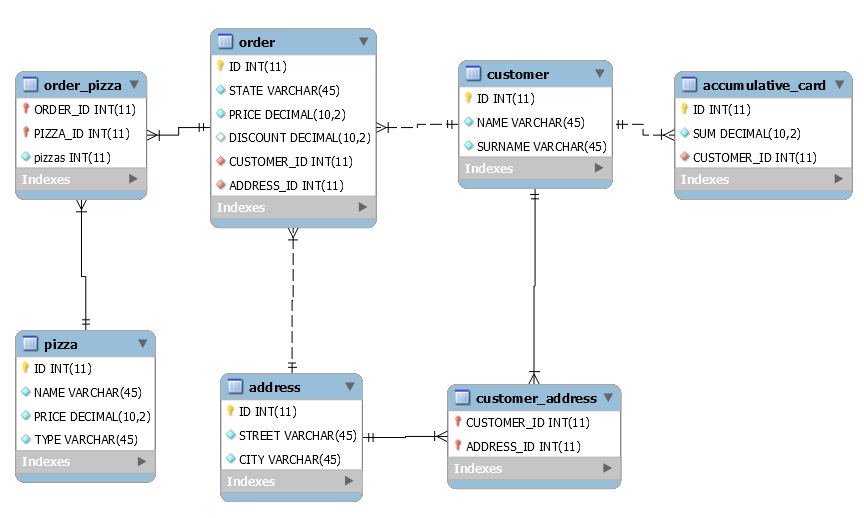 order_pizza
ORDER_ID INT(11)
PIZZA_ID INT(11)
pizzas INT(11)
Indexes
order
ID INT(11)
STATE VARCHAR(45)
PRICE DECIMAL(10,2)
DISCOUNT DECIMAL(10,2)
CUSTOMER_ID INT(11)
ADDRESS_ID INT(11)
Indexes
customer
ID INT(11)
NAME VARCHAR(45)
SURNAME VARCHAR(45)
Indexes
accumulative_card
ID INT(11)
SUM DECIMAL(10,2)
CUSTOMER_ID INT(11)
Indexes
pizza
ID INT(11)
NAME VARCHAR(45)
PRICE DECIMAL(10,2)
TYPE VARCHAR(45)
Indexes
address
ID INT(11)
STREET VARCHAR(45)
CITY VARCHAR(45)
Indexes
customer_address
CUSTOMER_ID INT(11)
ADDRESS_ID INT(11)
Indexes